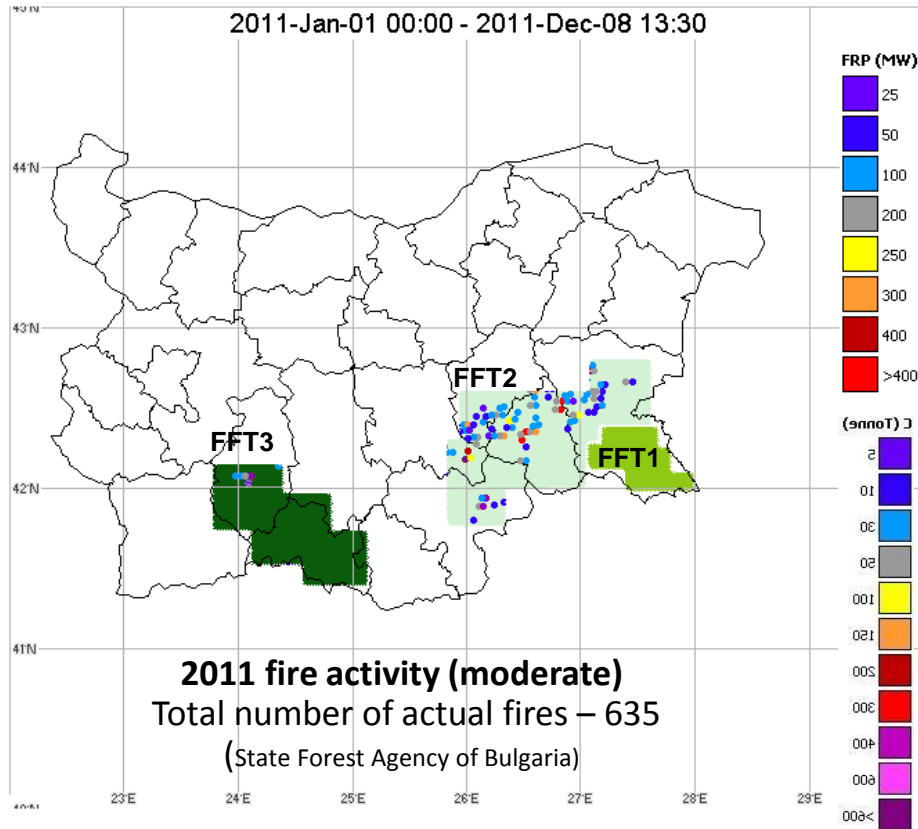 2011-Jan-01 00:00 - 2011-Dec-08 13:30
FRP (MW)
25
50
100
200
250
300
400
>400
44°N
43°N
42°N
41°N
FFT2
FFT1
FFT3
C (Tonne)
5
10
30
50
100
150
200
300
400
600
>600
2011 fire activity (moderate)
Total number of actual fires – 635
(State Forest Agency of Bulgaria)
23°E
24°E
25°E
26°E
27°E
28°E
29°E